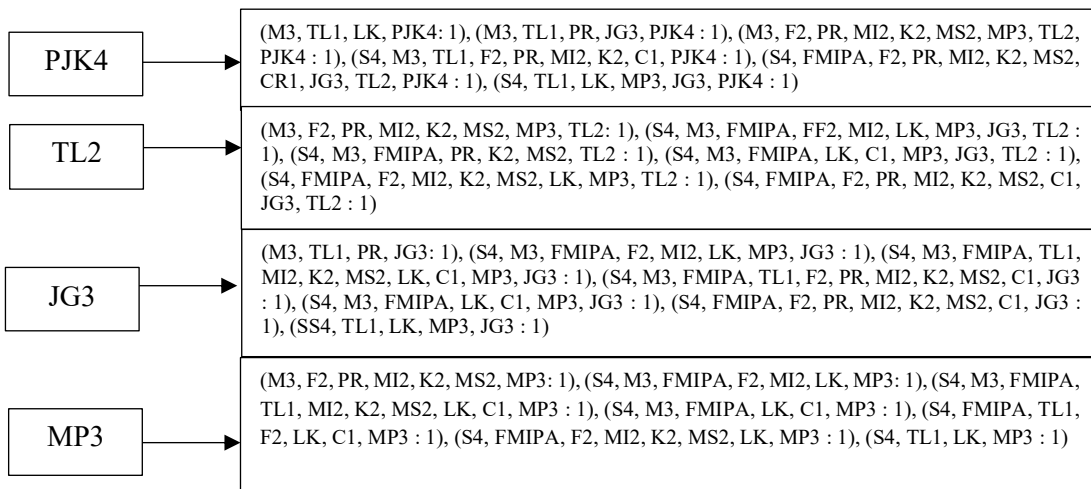 PJK4
(M3, TL1, LK, PJK4: 1), (M3, TL1, PR, JG3, PJK4 : 1), (M3, F2, PR, MI2, K2, MS2, MP3, TL2,
PJK4 : 1), (S4, M3, TL1, F2, PR, MI2, K2, C1, PJK4 : 1), (S4, FMIPA, F2, PR, MI2, K2, MS2,
CR1, JG3, TL2, PJK4 : 1), (S4, TL1, LK, MP3, JG3, PJK4 : 1)
TL2
(M3, F2, PR, MI2, K2, MS2, MP3, TL2: 1), (S4, M3, FMIPA, FF2, MI2, LK, MP3, JG3, TL2 :
1), (S4, M3, FMIPA, PR, K2, MS2, TL2 : 1), (S4, M3, FMIPA, LK, C1, MP3, JG3, TL2 : 1),
(S4, FMIPA, F2, MI2, K2, MS2, LK, MP3, TL2 : 1), (S4, FMIPA, F2, PR, MI2, K2, MS2, C1,
JG3, TL2 : 1)
JG3
(M3, TL1, PR, JG3: 1), (S4, M3, FMIPA, F2, MI2, LK, MP3, JG3 : 1), (S4, M3, FMIPA, TL1,
MI2, K2, MS2, LK, C1, MP3, JG3 : 1), (S4, M3, FMIPA, TL1, F2, PR, MI2, K2, MS2, C1, JG3
: 1), (S4, M3, FMIPA, LK, C1, MP3, JG3 : 1), (S4, FMIPA, F2, PR, MI2, K2, MS2, C1, JG3 :
1), (SS4, TL1, LK, MP3, JG3 : 1)
MP3
(M3, F2, PR, MI2, K2, MS2, MP3: 1), (S4, M3, FMIPA, F2, MI2, LK, MP3: 1), (S4, M3, FMIPA,
TL1, MI2, K2, MS2, LK, C1, MP3 : 1), (S4, M3, FMIPA, LK, C1, MP3 : 1), (S4, FMIPA, TL1,
F2, LK, C1, MP3 : 1), (S4, FMIPA, F2, MI2, K2, MS2, LK, MP3 : 1), (S4, TL1, LK, MP3 : 1)